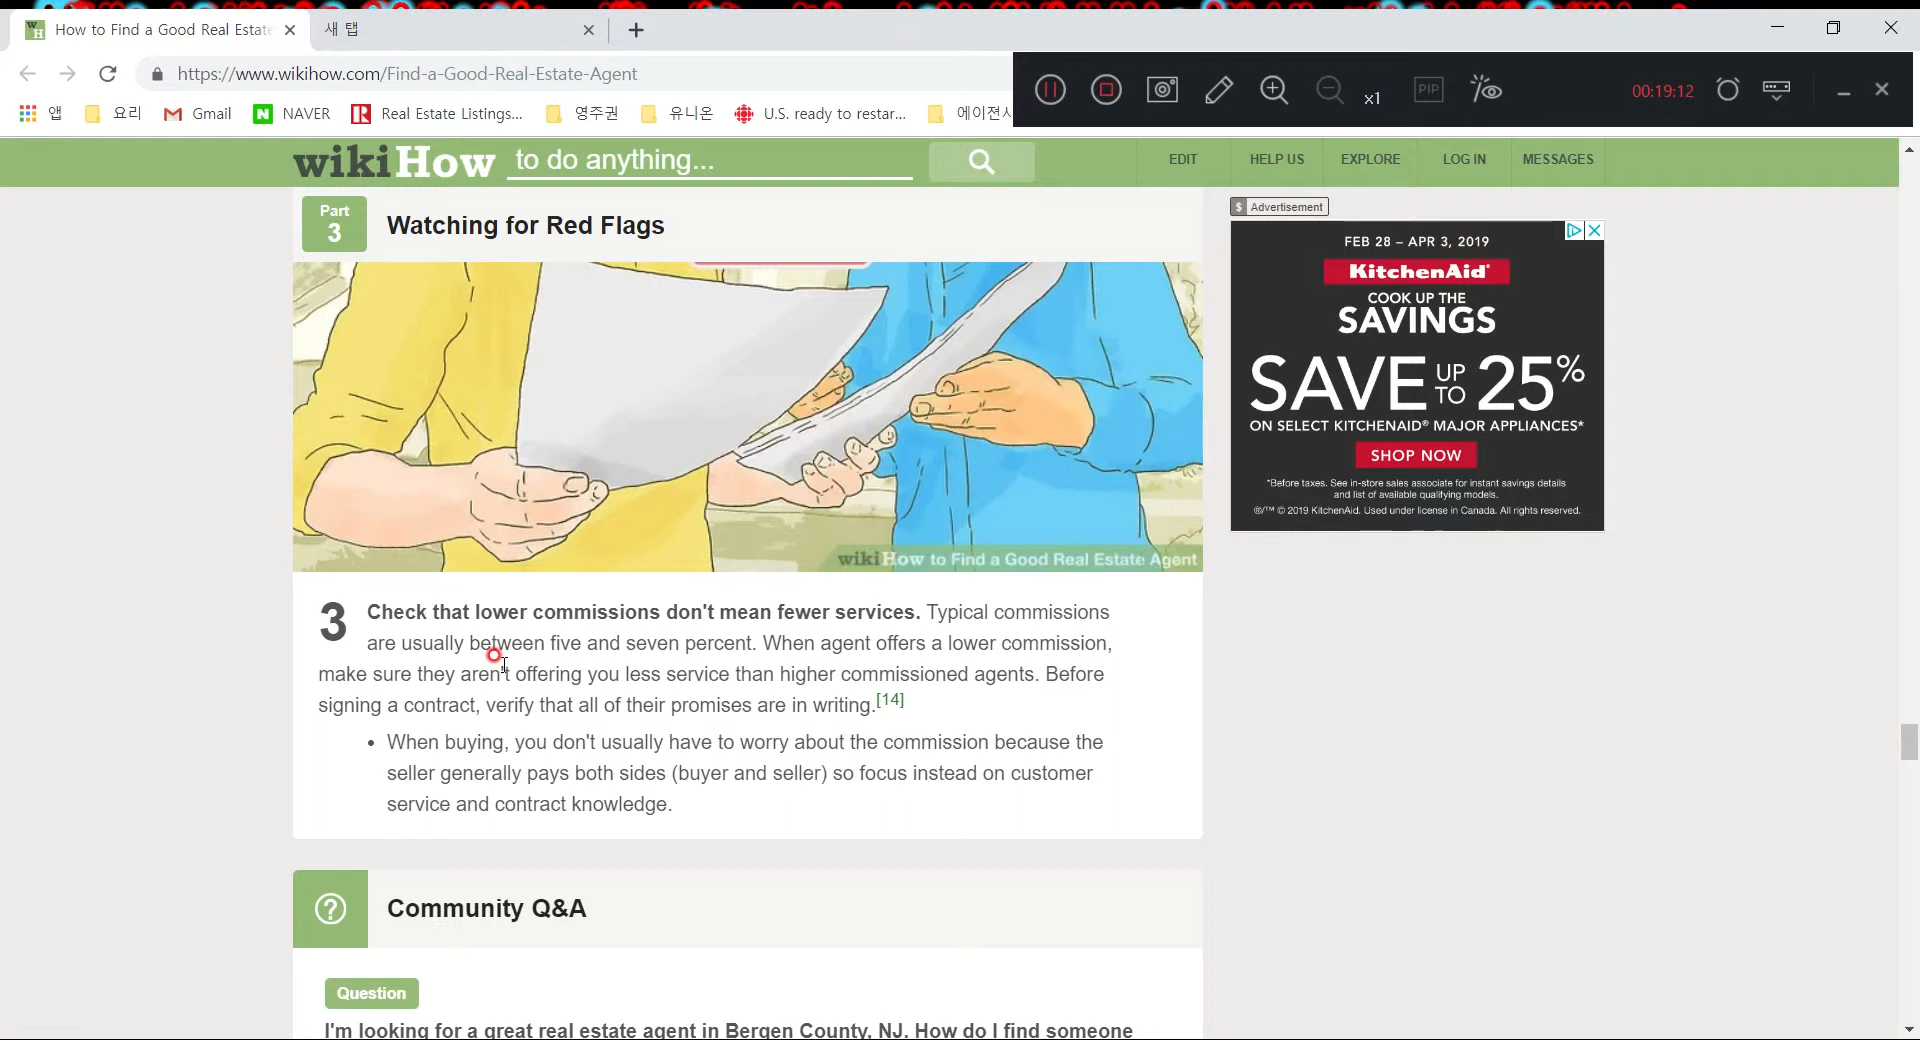 How to Find a Good Real Estate
새 탭
https://www.wikihow.com/Find-a-Good-Real-Estate-Agent
x1
PIP
00:19:12
앱
요리
Gmail
NAVER
Real Estate Listings...
영주권
유니온
U.S. ready to restar...
에이젼시
wikiHow to do anything...
EDIT
HELP US
EXPLORE
LOG IN
MESSAGES
Part
3
Watching for Red Flags
$ Advertisement
FEB 28 – APR 3, 2019
KitchenAid®
COOK UP THE
SAVINGS
SAVE UP TO 25%
ON SELECT KITCHENAID® MAJOR APPLIANCES*
SHOP NOW
*Before taxes. See in-store sales associate for instant savings details
and list of available qualifying models.
®/™ © 2019 KitchenAid. Used under license in Canada. All rights reserved.
wikiHow to Find a Good Real Estate Agent
3 Check that lower commissions don't mean fewer services. Typical commissions
are usually between five and seven percent. When agent offers a lower commission,
make sure they aren't offering you less service than higher commissioned agents. Before
signing a contract, verify that all of their promises are in writing.[14]
• When buying, you don't usually have to worry about the commission because the
seller generally pays both sides (buyer and seller) so focus instead on customer
service and contract knowledge.
Community Q&A
Question
I'm looking for a great real estate agent in Bergen County, NJ. How do I find someone